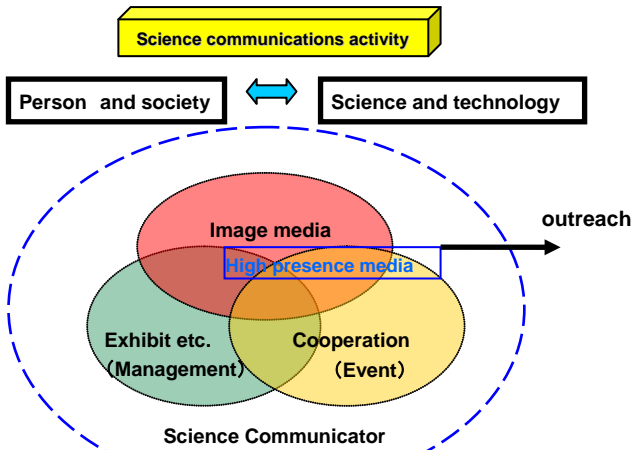 Science communications activity
Person and society
Science and technology
Image media
outreach
High presence media
Exhibit etc.
（Management）
Cooperation
（Event）
Science Communicator